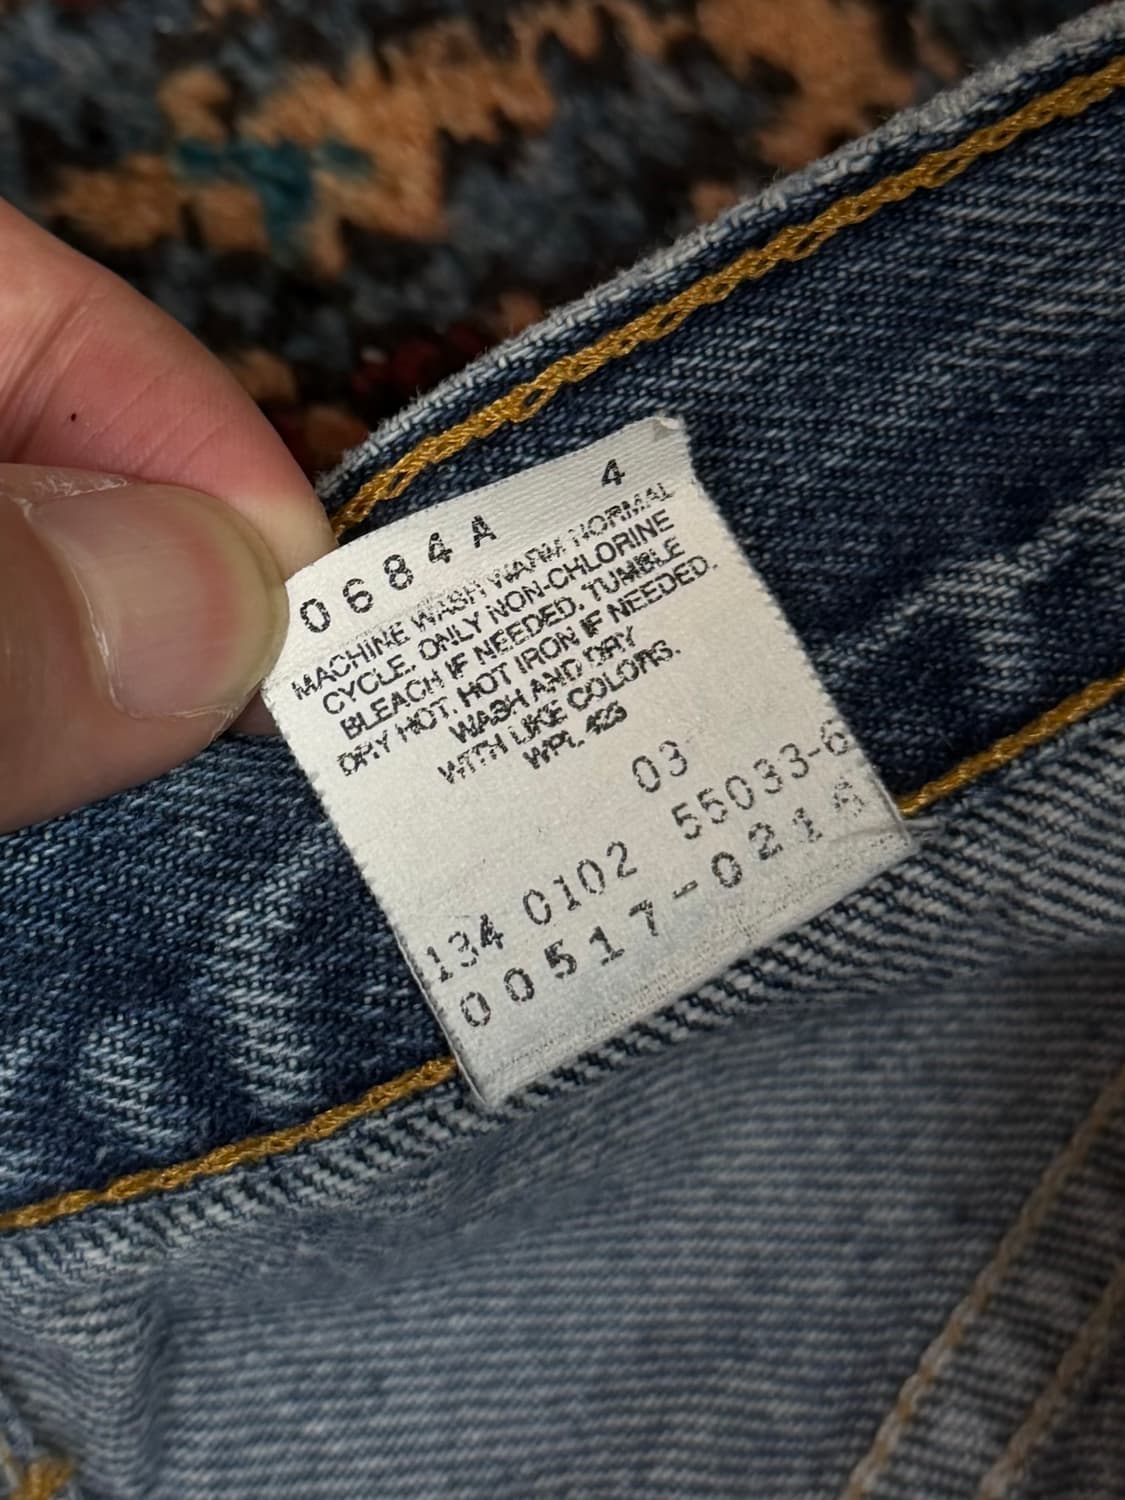 0684A 4
MACHINE WASH WARM NORMAL
CYCLE. ONLY NON-CHLORINE
BLEACH IF NEEDED. TUMBLE
DRY HOT. HOT IRON IF NEEDED.
WASH AND DRY
WITH LIKE COLORS.
WPL 423
03
134 0102 55033-6
00517-0216